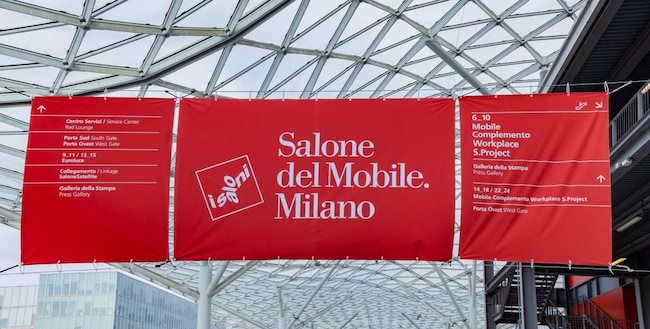 Centro Servizi / Service Center
Red Lounge
Porta Sud South Gate
Porta Ovest West Gate
9_11 / 13_15
Euroluce
Collegamento / Linkage
SaloneSatellite
Galleria della Stampa
Press Gallery
i saloni
Salone
del Mobile.
Milano
6_10
Mobile
Complemento
Workplace
S.Project
Galleria della Stampa
Press Gallery
14_18 / 22_24
Mobile Complemento Workplace S.Project
Porta Ovest West Gate